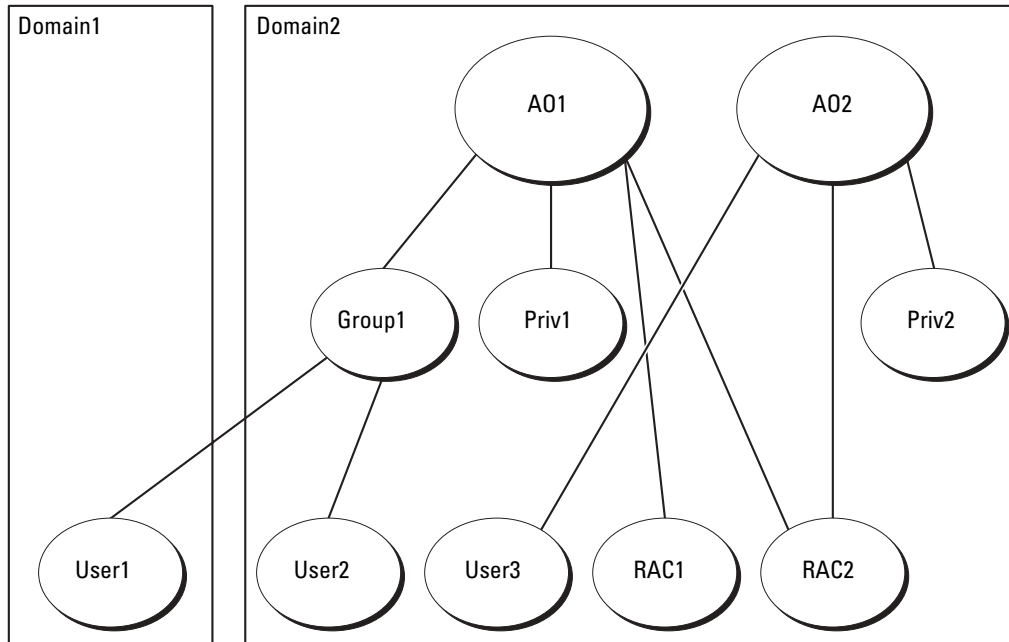 Domain1
Domain2
AO1
AO2
Group1
Priv1
Priv2
User1
User2
User3
RAC1
RAC2